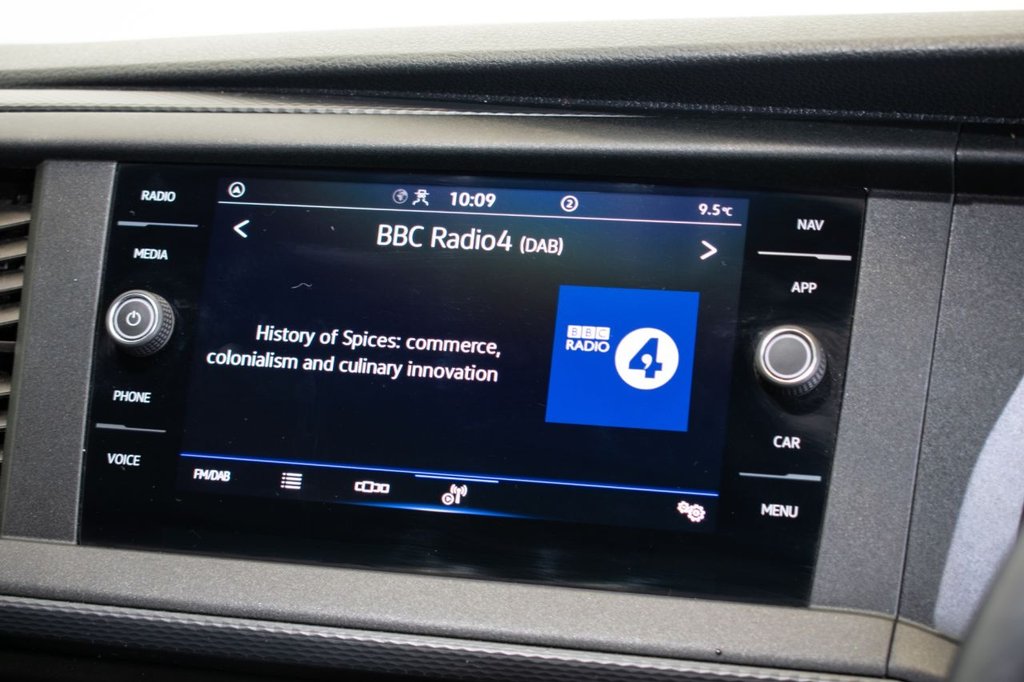 RADIO
MEDIA
PHONE
VOICE
A
10:09
2
9.5°C
BBC Radio4 (DAB)
History of Spices: commerce,
colonialism and culinary innovation
BBC
RADIO
4
FM/DAB
NAV
APP
CAR
MENU